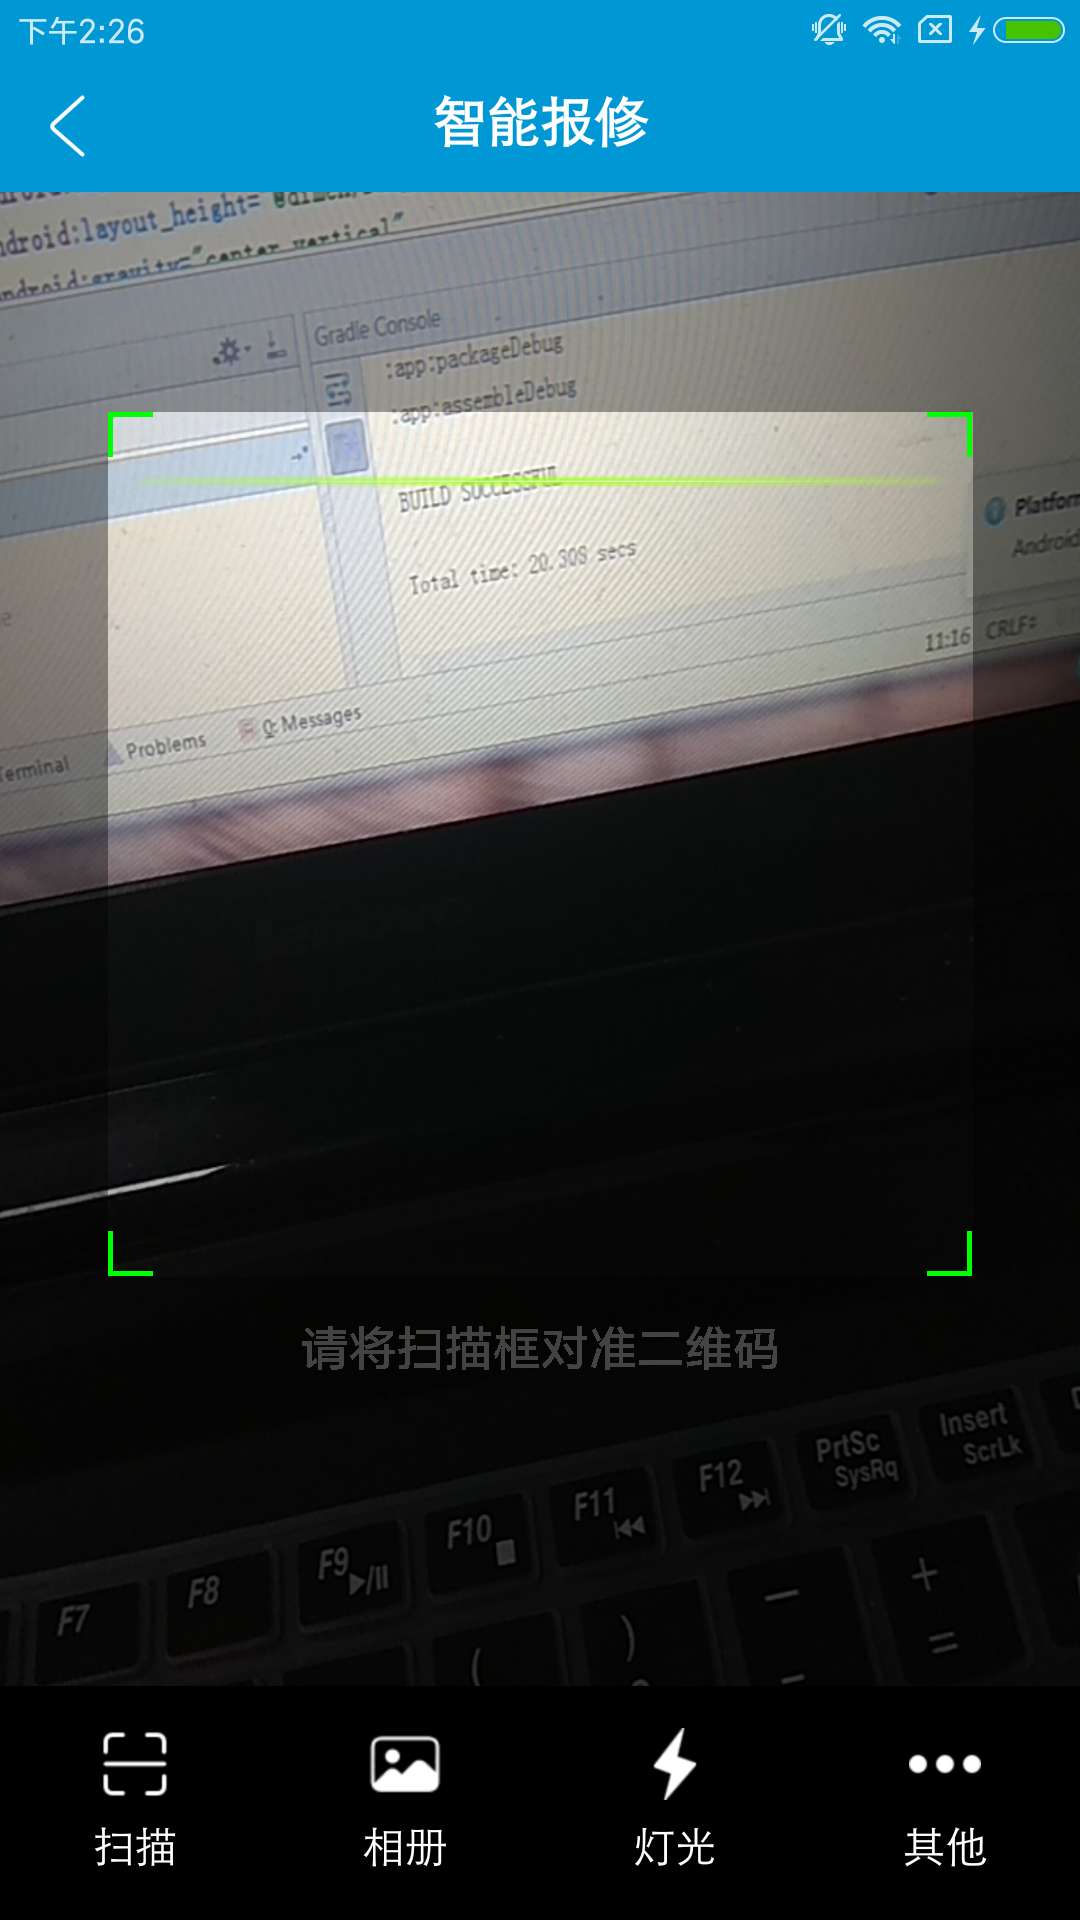 下午2:26
智能报修
android:layout_height="@dimen/
android:gravity="center_vertical"
Gradle Console
:app:packageDebug
:app:assembleDebug
BUILD SUCCESSFUL
Total time: 20.308 secs
Platform
Android
11:16 CRLF÷
Terminal
Problems
0: Messages
请将扫描框对准二维码
Insert
ScrLk
PrtSc
SysRq
F12
F11
F10
F9
F8
F7
+
=
)
(
扫描
相册
灯光
其他